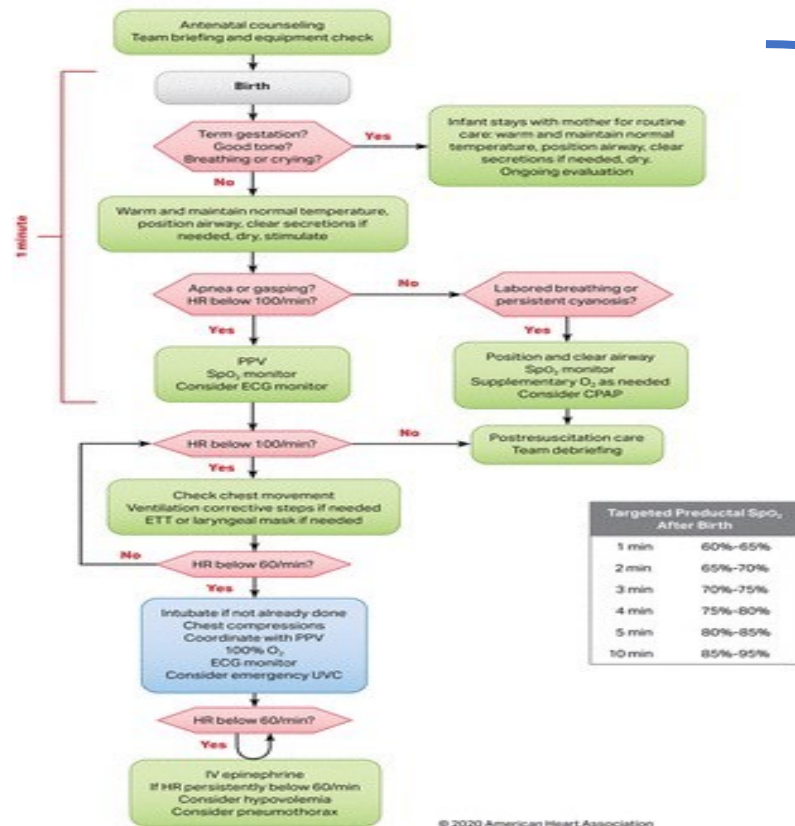 Antenatal counseling
Team briefing and equipment check
Birth
1 minute
Term gestation?
Good tone?
Breathing or crying?
Yes
Infant stays with mother for routine
care: warm and maintain normal
temperature, position airway, clear
secretions if needed, dry.
Ongoing evaluation
No
Warm and maintain normal temperature,
position airway, clear secretions if
needed, dry, stimulate
Apnea or gasping?
HR below 100/min?
No
Labored breathing or
persistent cyanosis?
Yes
Yes
PPV
SpO₂ monitor
Consider ECG monitor
Position and clear airway
SpO₂ monitor
Supplementary O₂ as needed
Consider CPAP
HR below 100/min?
No
Postresuscitation care
Team debriefing
Yes
Check chest movement
Ventilation corrective steps if needed
ETT or laryngeal mask if needed
No
HR below 60/min?
Yes
Intubate if not already done
Chest compressions
Coordinate with PPV
100% O₂
ECG monitor
Consider emergency UVC
HR below 60/min?
Yes
IV epinephrine
If HR persistently below 60/min
Consider hypovolemia
Consider pneumothorax
Targeted Preductal SpO₂
After Birth
1 min 60%-65%
2 min 65%-70%
3 min 70%-75%
4 min 75%-80%
5 min 80%-85%
10 min 85%-95%
© 2020 American Heart Association